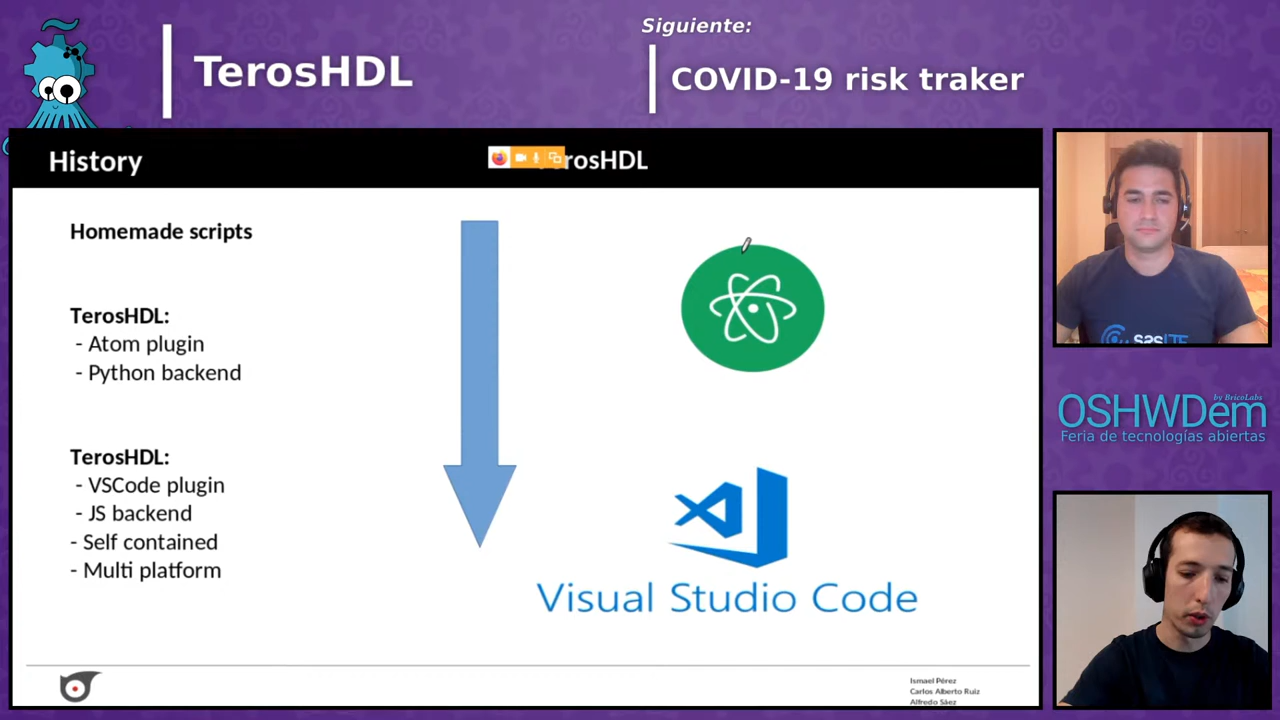 Siguiente:
TerosHDL
COVID-19 risk traker
History
rosHDL
Homemade scripts
TerosHDL:
- Atom plugin
- Python backend
TerosHDL:
- VSCode plugin
- JS backend
- Self contained
- Multi platform
Visual Studio Code
Ismael Pérez
Carlos Alberto Ruiz
Alfredo Sáez
by BricoLabs
OSHWDem
Feria de tecnologías abiertas